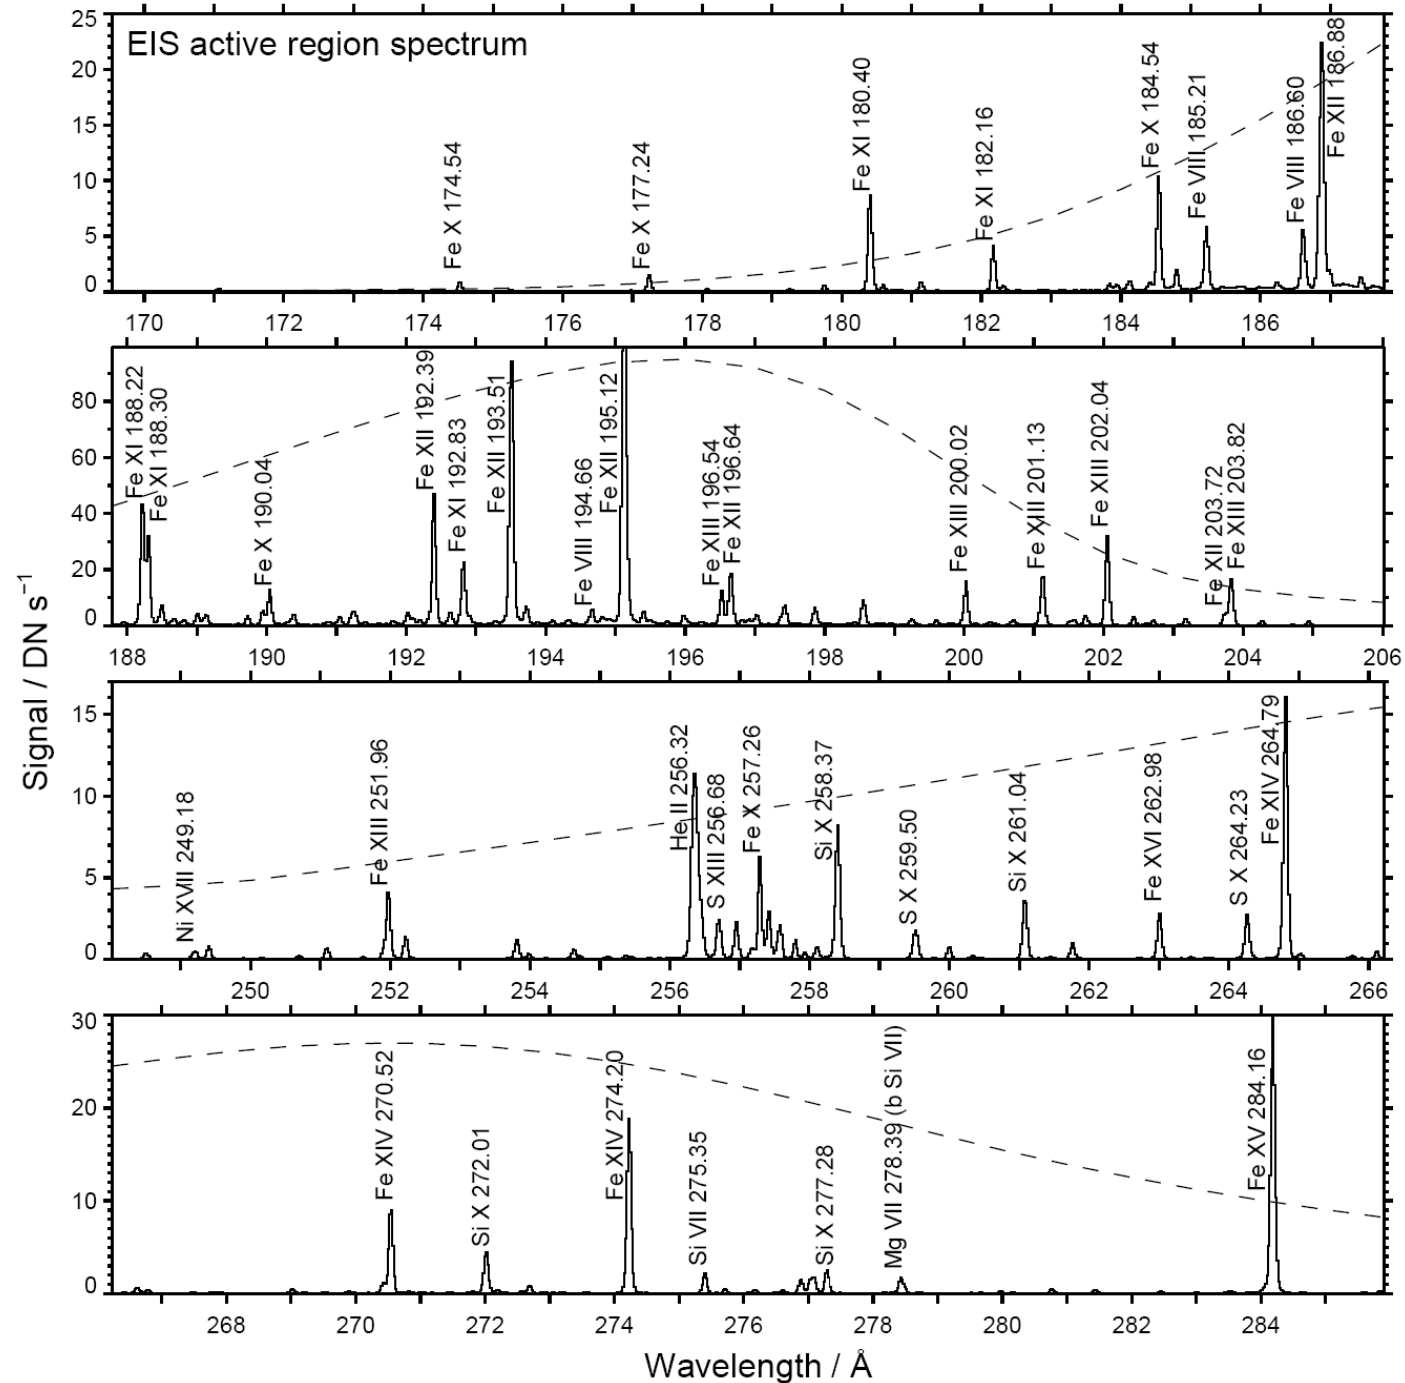 EIS active region spectrum
25
20
15
10
5
0
Fe X 174.54
Fe X 177.24
Fe XI 180.40
Fe XI 182.16
Fe X 184.54
Fe VIII 185.21
Fe VIII 186.60
Fe XII 186.88
170
172
174
176
178
180
182
184
186
80
60
40
20
0
Fe XI 188.22
Fe XI 188.30
Fe X 190.04
Fe XII 192.39
Fe XI 192.83
Fe XII 193.51
Fe VIII 194.66
Fe XII 195.12
Fe XIII 196.54
Fe XII 196.64
Fe XIII 200.02
Fe XIII 201.13
Fe XIII 202.04
Fe XII 203.72
Fe XIII 203.82
188
190
192
194
196
198
200
202
204
206
Signal / DN s⁻¹
15
10
5
0
Ni XVII 249.18
Fe XIII 251.96
He II 256.32
S XIII 256.68
Fe X 257.26
Si X 258.37
S X 259.50
Si X 261.04
Fe XVI 262.98
S X 264.23
Fe XIV 264.79
250
252
254
256
258
260
262
264
266
30
20
10
0
Fe XIV 270.52
Si X 272.01
Fe XIV 274.20
Si VII 275.35
Si X 277.28
Mg VII 278.39 (b Si VII)
Fe XV 284.16
268
270
272
274
276
278
280
282
284
Wavelength / Å